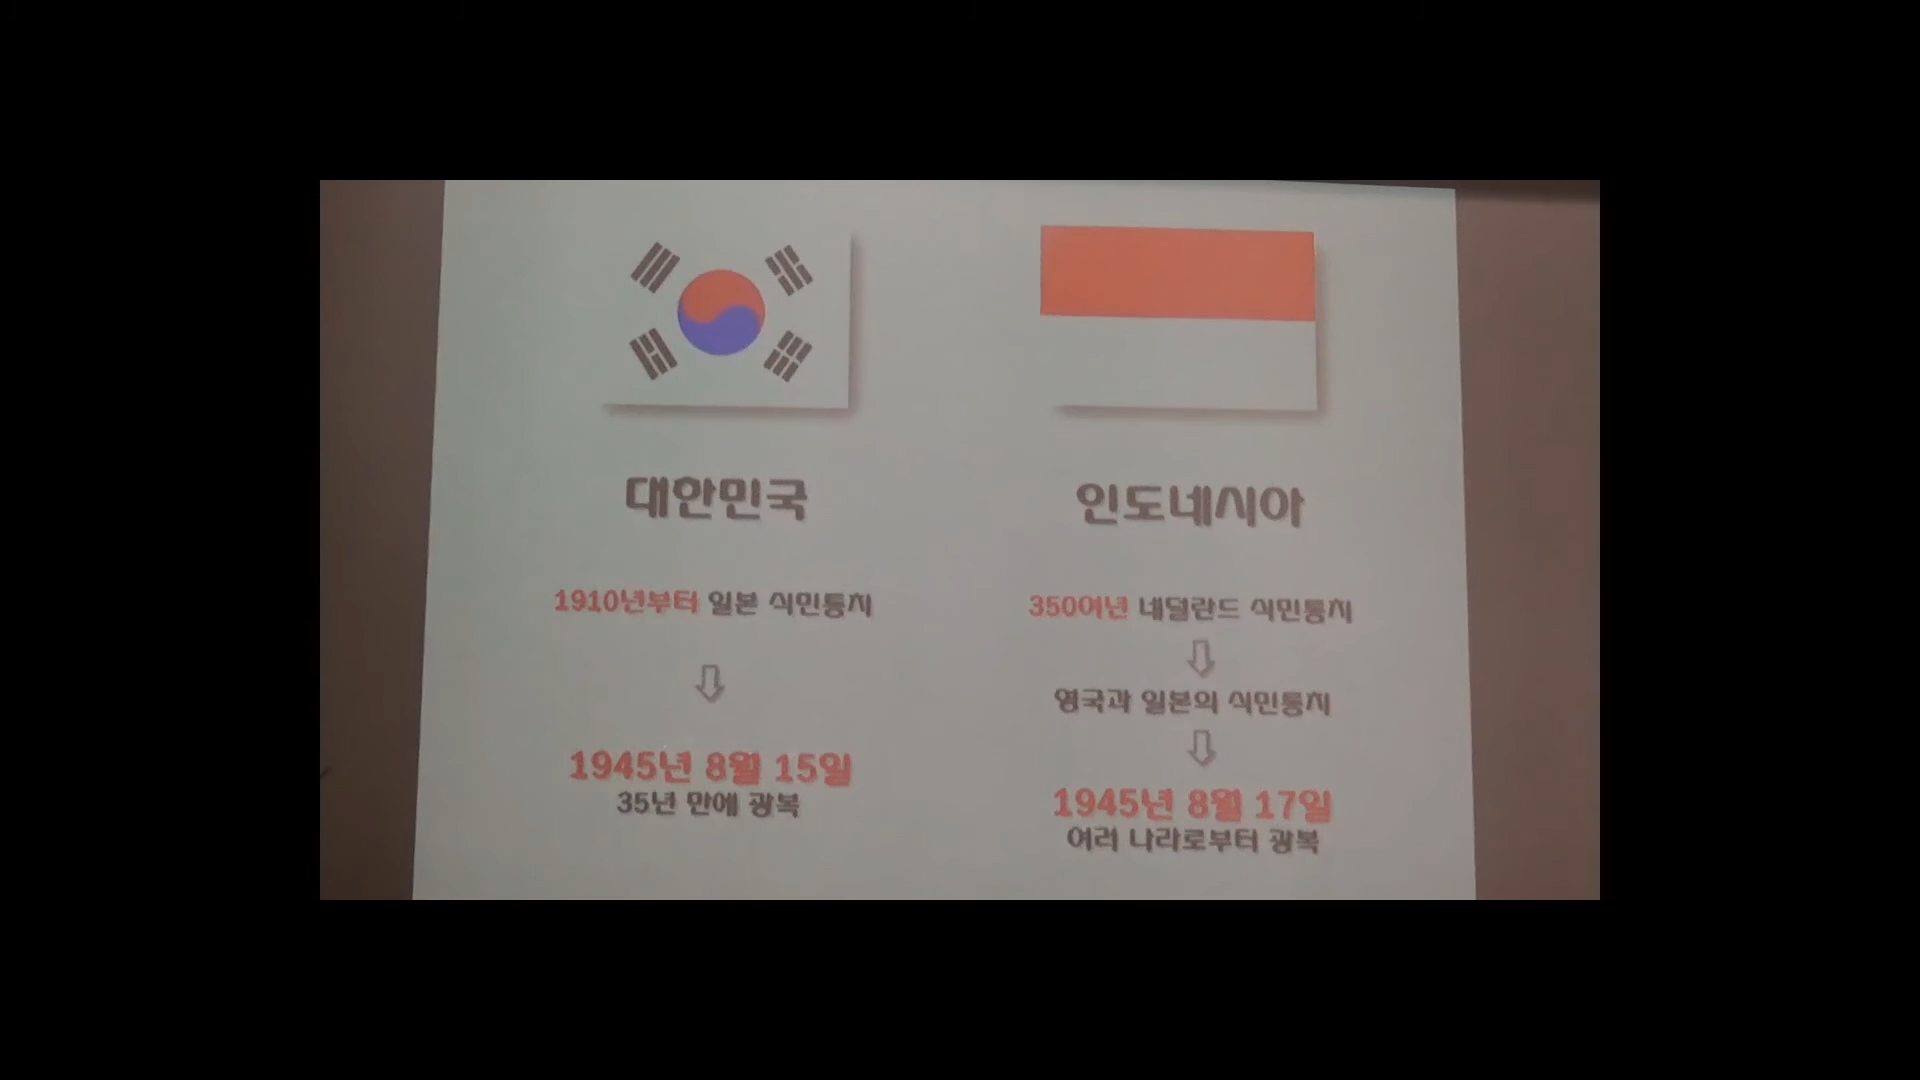 대한민국
1910년부터 일본 식민통치
1945년 8월 15일
35년 만에 광복
인도네시아
350여년 네덜란드 식민통치
영국과 일본의 식민통치
1945년 8월 17일
여러 나라로부터 광복